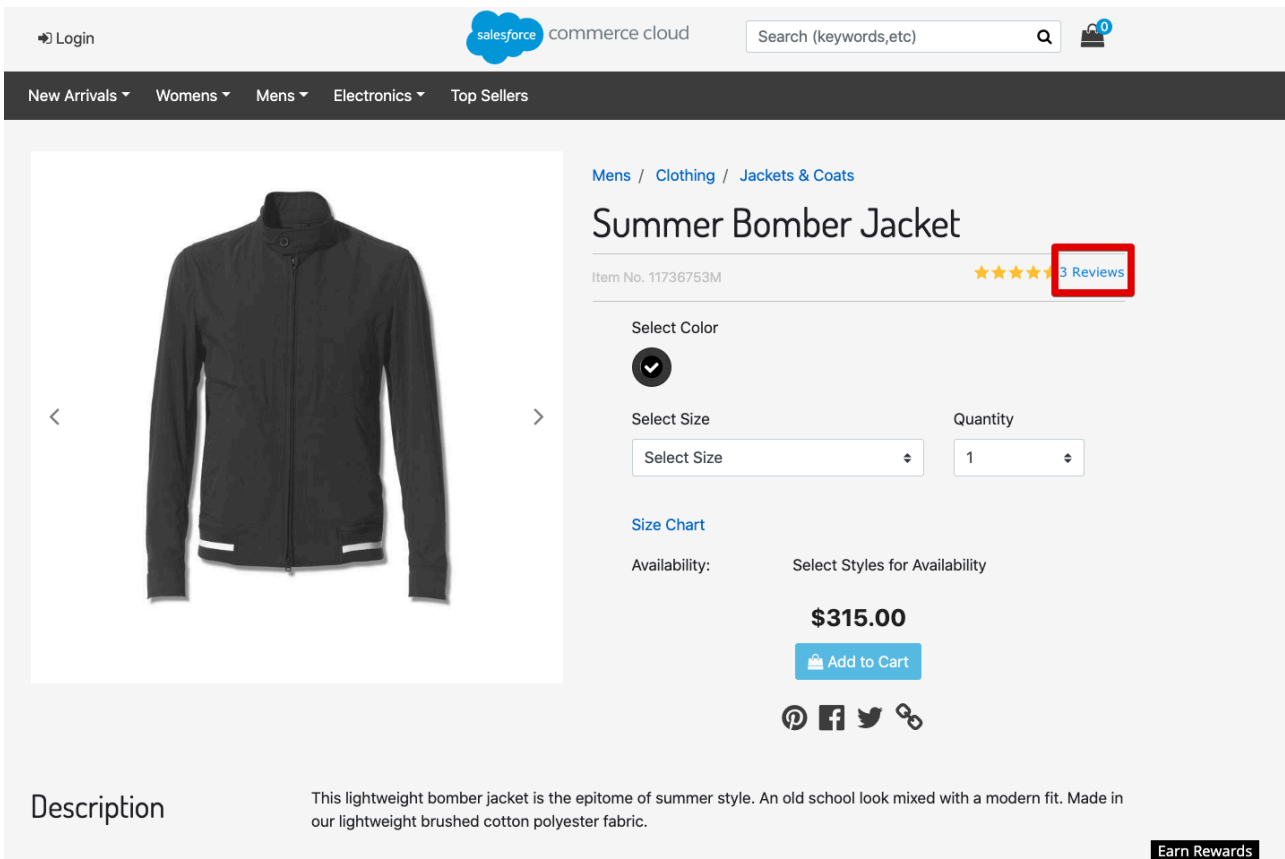 Login
salesforce commerce cloud
Search (keywords,etc)
0
New Arrivals Womens Mens Electronics Top Sellers
Mens / Clothing / Jackets & Coats
Summer Bomber Jacket
Item No. 11736753M
3 Reviews
Select Color
Select Size Quantity
Select Size 1
Size Chart
Availability: Select Styles for Availability
$315.00
Add to Cart
Description
This lightweight bomber jacket is the epitome of summer style. An old school look mixed with a modern fit. Made in
our lightweight brushed cotton polyester fabric.
Earn Rewards